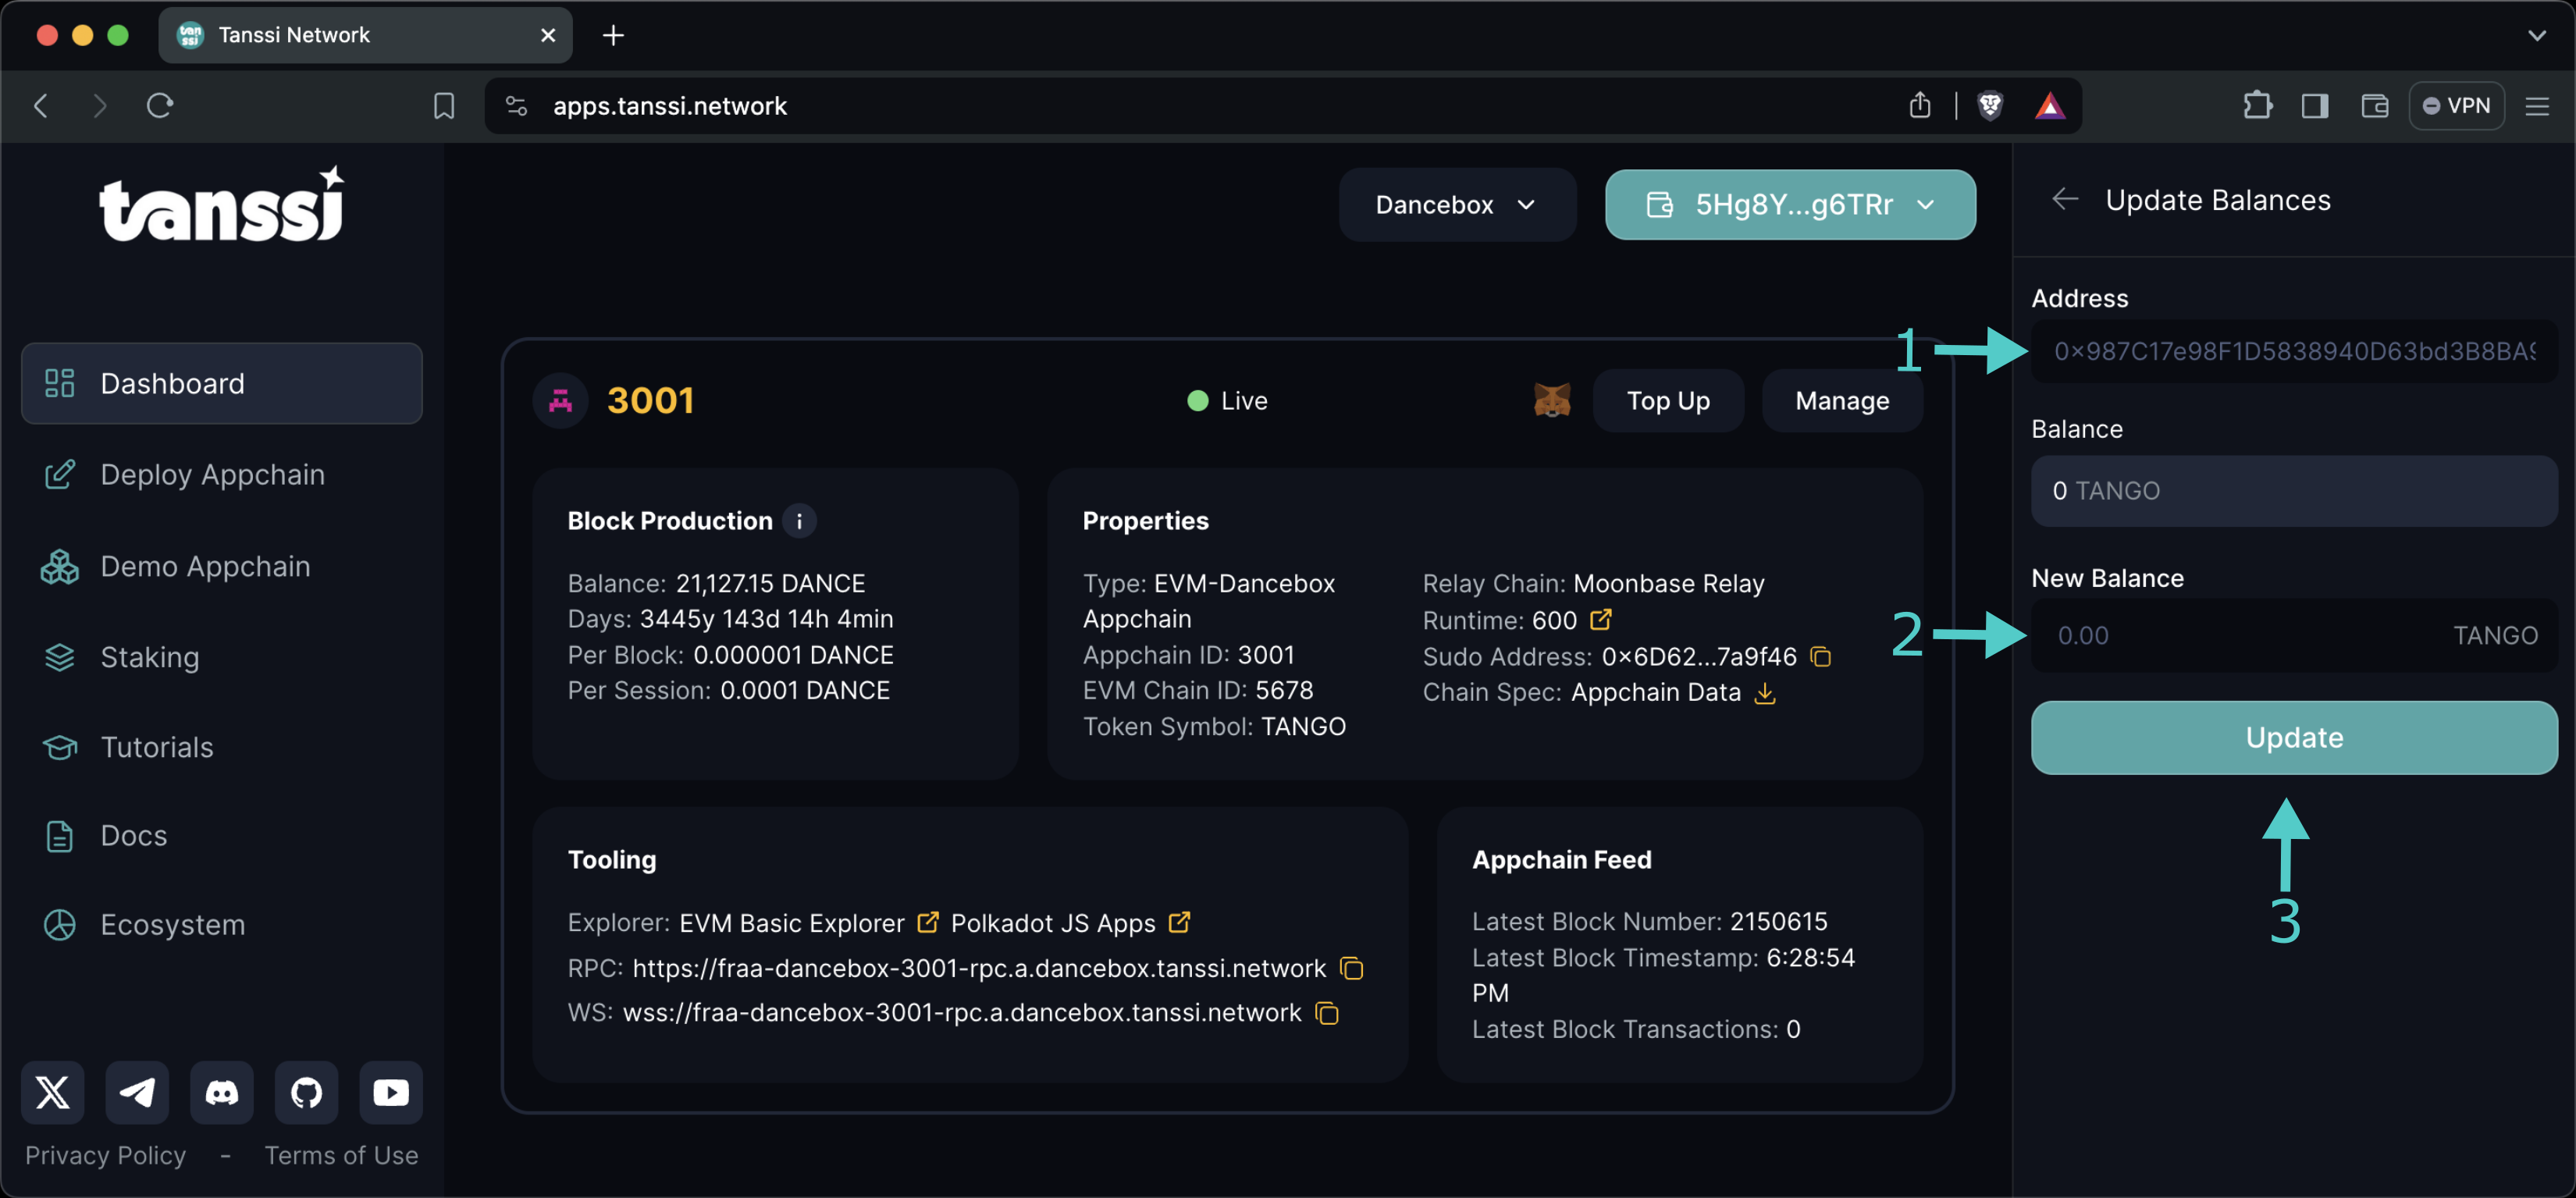 Tanssi Network
apps.tanssi.network
VPN
tanssi
Dashboard
Deploy Appchain
Demo Appchain
Staking
Tutorials
Docs
Ecosystem
Privacy Policy - Terms of Use
Dancebox
5Hg8Y...g6TRr
3001
Live
Top Up
Manage
Block Production i
Balance: 21,127.15 DANCE
Days: 3445y 143d 14h 4min
Per Block: 0.000001 DANCE
Per Session: 0.0001 DANCE
Properties
Type: EVM-Dancebox
Appchain
Appchain ID: 3001
EVM Chain ID: 5678
Token Symbol: TANGO
Relay Chain: Moonbase Relay
Runtime: 600
Sudo Address: 0x6D62...7a9f46
Chain Spec: Appchain Data
Tooling
Explorer: EVM Basic Explorer Polkadot JS Apps
RPC: https://fraa-dancebox-3001-rpc.a.dancebox.tanssi.network
WS: wss://fraa-dancebox-3001-rpc.a.dancebox.tanssi.network
Appchain Feed
Latest Block Number: 2150615
Latest Block Timestamp: 6:28:54
PM
Latest Block Transactions: 0
Update Balances
Address
1
0x987C17e98F1D5838940D63bd3B8BA9
Balance
0 TANGO
New Balance
2
0.00 TANGO
Update
3